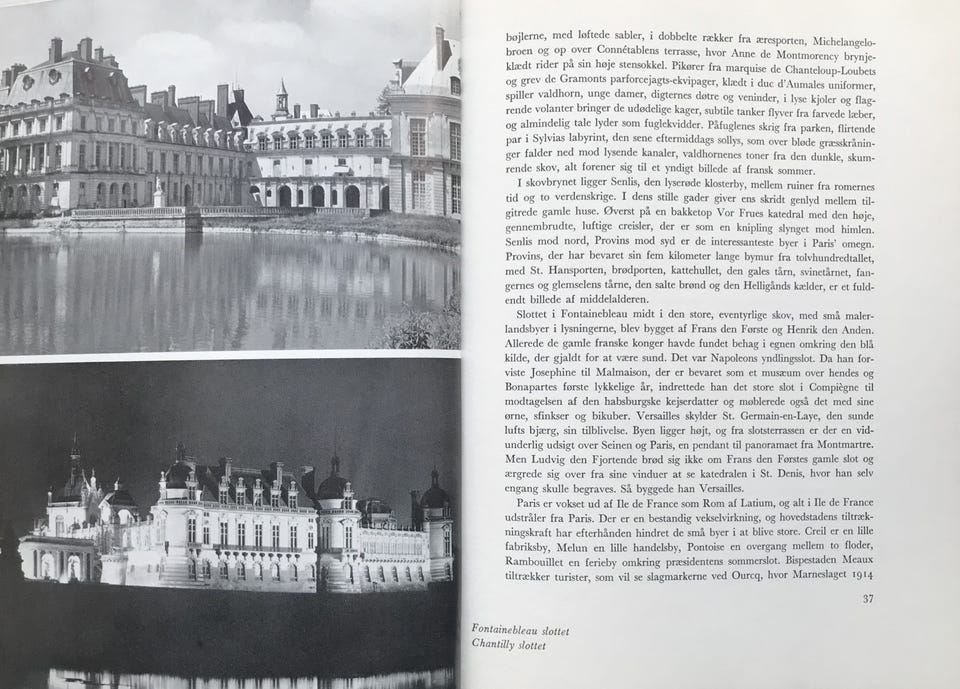 bøjlerne, med løftede sabler, i dobbelte rækker fra æresporten, Michelangelo-
broen og op over Connétablens terrasse, hvor Anne de Montmorency brynje-
klædt rider på sin høje stensokkel. Pikører fra marquise de Chanteloup-Loubets
og grev de Gramonts parforcejagts-ekvipager, klædt i duc d'Aumales uniformer,
spiller valdhorn, unge damer, digternes døtre og veninder, i lyse kjoler og flag-
rende volanter bringer de udødelige kager, subtile tanker flyver fra farvede læber,
og almindelig tale lyder som fuglekvidder. Påfuglenes skrig fra parken, flirtende
par i Sylvias labyrint, den sene eftermiddags sollys, som over bløde græsskrånin-
ger falder ned mod lysende kanaler, valdhornenes toner fra den dunkle, skum-
rende skov, alt forener sig til et yndigt billede af fransk sommer.
I skovbrynet ligger Senlis, den lyserøde klosterby, mellem ruiner fra romernes
tid og to verdenskrige. I dens stille gader giver ens skridt genlyd mellem til-
gitrede gamle huse. Øverst på en bakketop Vor Frues katedral med den høje,
gennembrudte, luftige creisler, der er som en knipling slynget mod himlen.
Senlis mod nord, Provins mod syd er de interessanteste byer i Paris' omegn.
Provins, der har bevaret sin fem kilometer lange bymur fra tolvhundredtallet,
med St. Hansporten, brødporten, kattehullet, den gales tårn, svinetårnet, fan-
gernes og glemselens tårne, den salte brønd og den Helligånds kælder, er et fuld-
endt billede af middelalderen.
Slottet i Fontainebleau midt i den store, eventyrlige skov, med små maler-
landsbyer i lysningerne, blev bygget af Frans den Første og Henrik den Anden.
Allerede de gamle franske konger havde fundet behag i egnen omkring den blå
kilde, der gjaldt for at være sund. Det var Napoleons yndlingsslot. Da han for-
viste Josephine til Malmaison, der er bevaret som et musæum over hendes og
Bonapartes første lykkelige år, indrettede han det store slot i Compiègne til
modtagelsen af den habsburgske kejserdatter og møblerede også det med sine
ørne, sfinkser og bikuber. Versailles skylder St. Germain-en-Laye, den sunde
lufts bjærg, sin tilblivelse. Byen ligger højt, og fra slotsterrassen er der en vid-
underlig udsigt over Seinen og Paris, en pendant til panoramaet fra Montmartre.
Men Ludvig den Fjortende brød sig ikke om Frans den Førstes gamle slot og
ærgrede sig over fra sine vinduer at se katedralen i St. Denis, hvor han selv
engang skulle begraves. Så byggede han Versailles.
Paris er vokset ud af Ile de France som Rom af Latium, og alt i Ile de France
udstråler fra Paris. Der er en bestandig vekselvirkning, og hovedstadens tiltræk-
ningskraft har efterhånden hindret de små byer i at blive store. Creil er en lille
fabriksby, Melun en lille handelsby, Pontoise en overgang mellem to floder,
Rambouillet en ferieby omkring præsidentens sommerslot. Bispestaden Meaux
tiltrækker turister, som vil se slagmarkerne ved Ourcq, hvor Marneslaget 1914
37
Fontainebleau slottet
Chantilly slottet